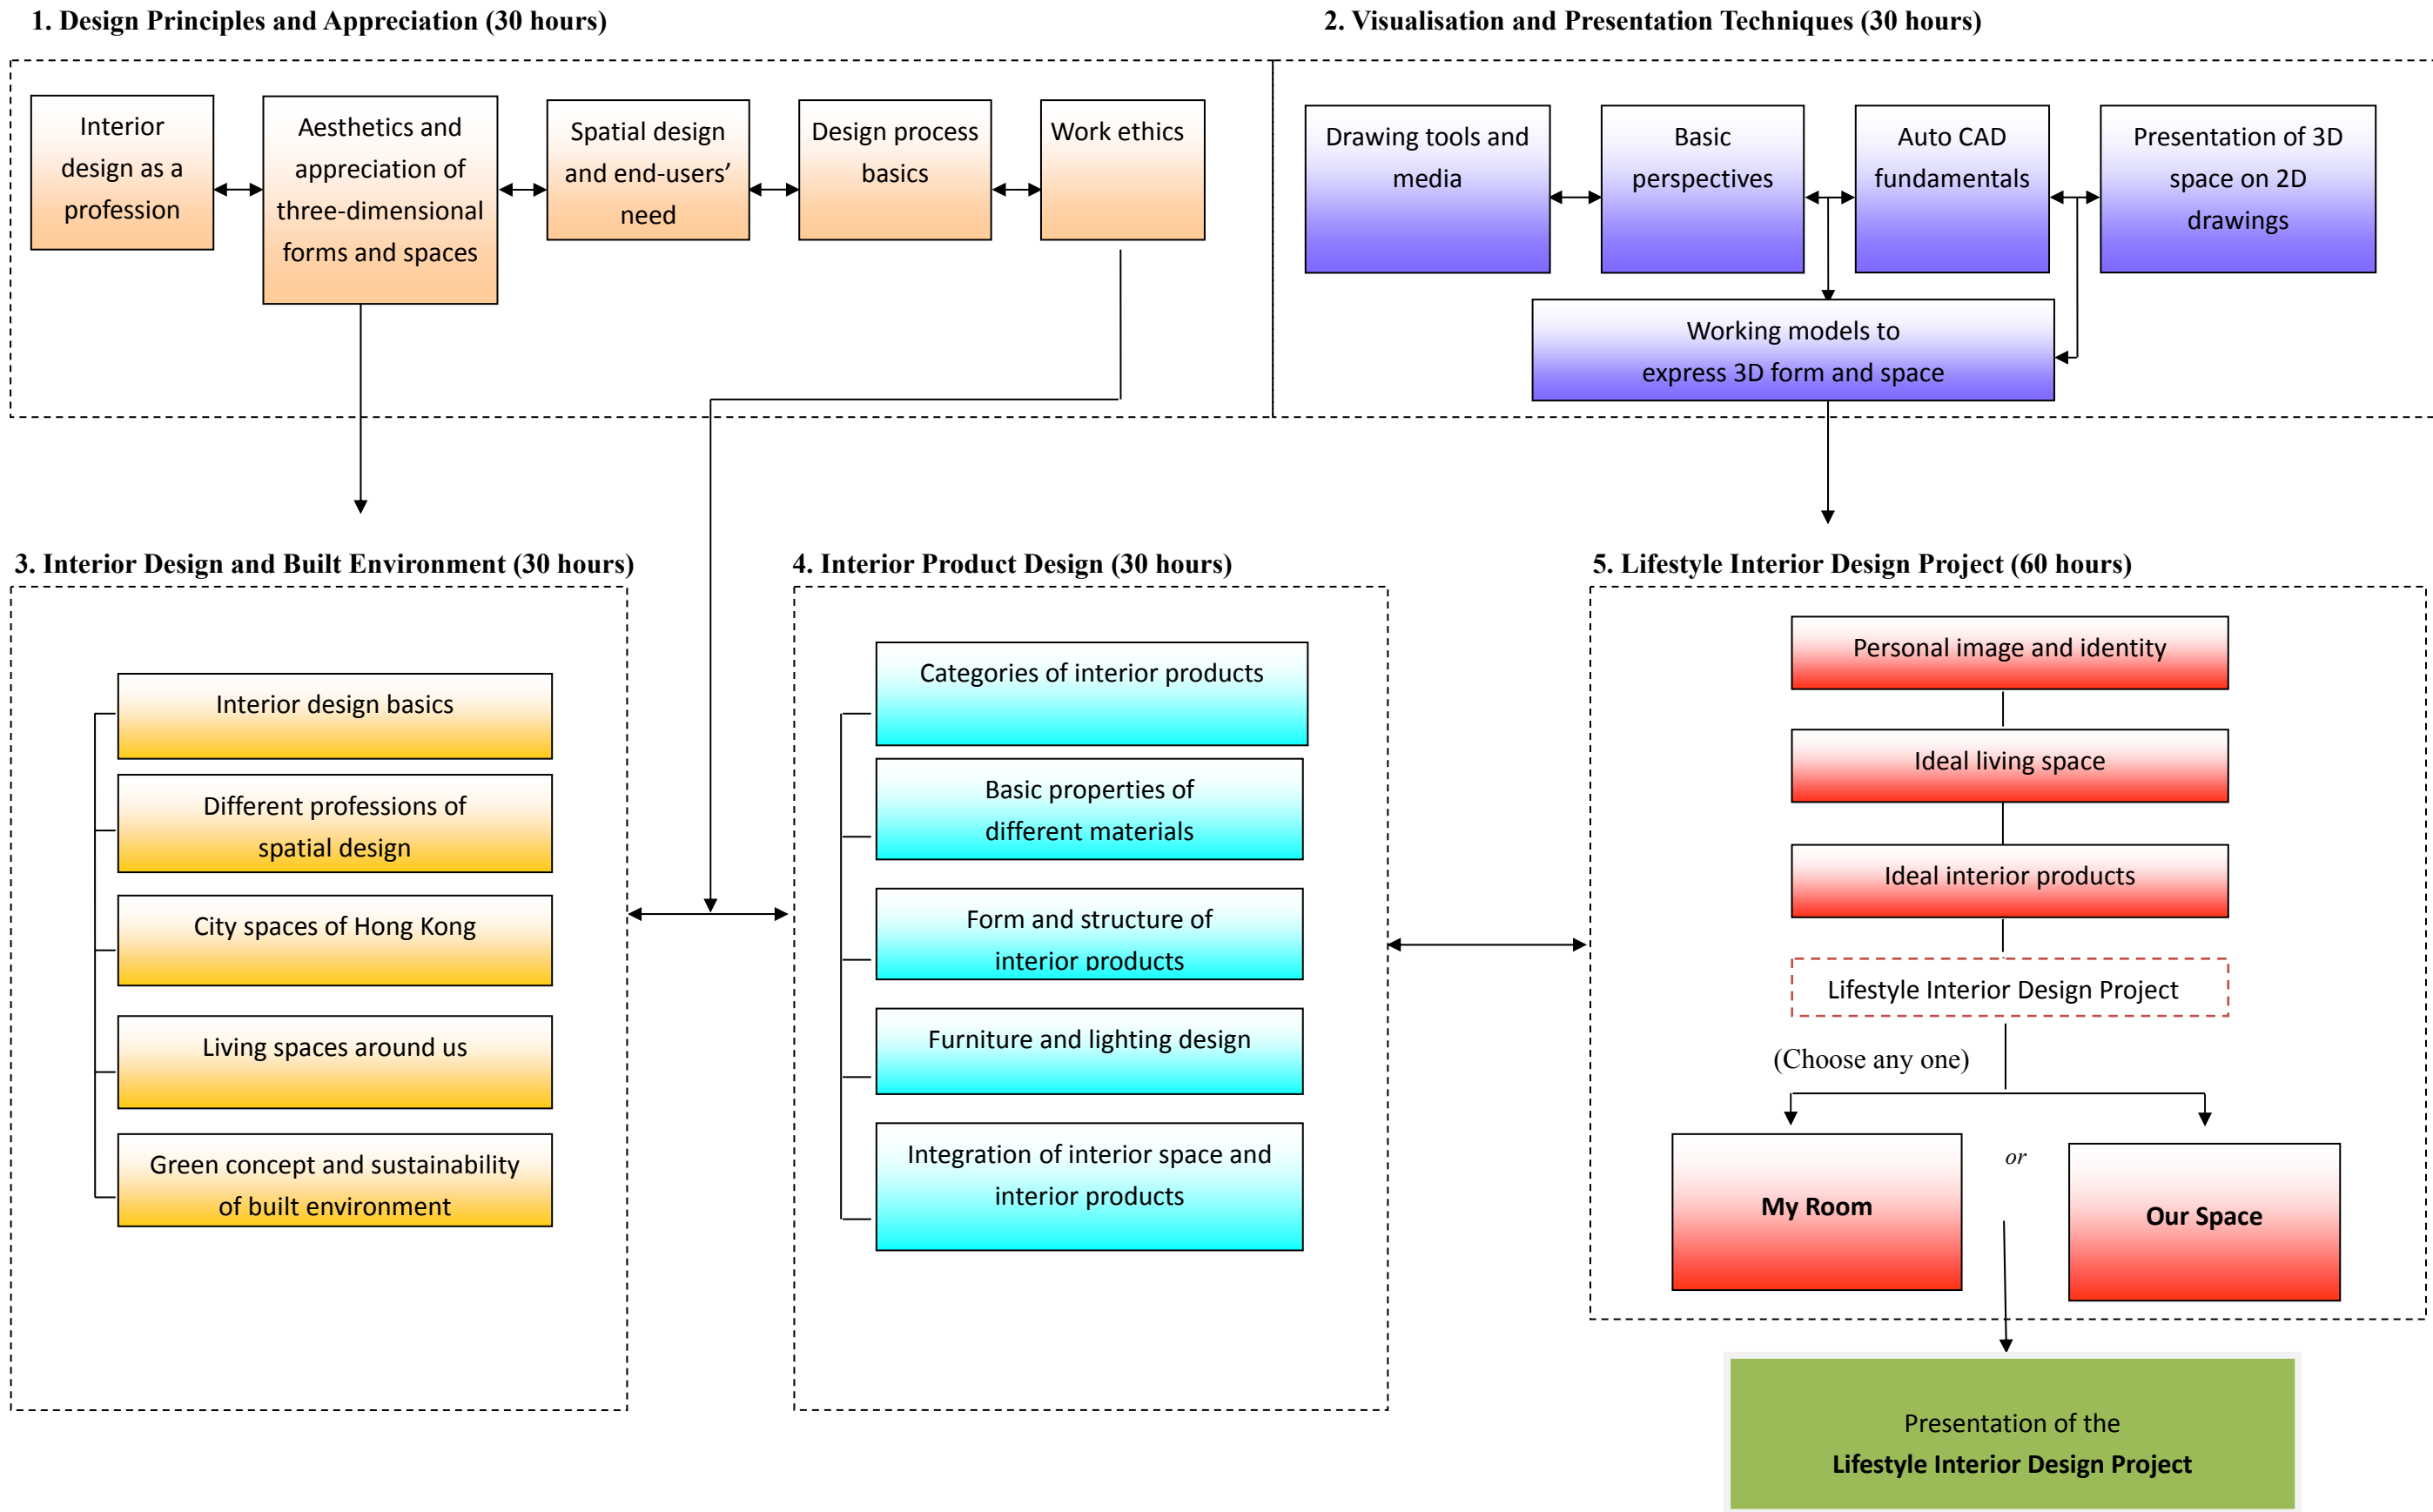 1. Design Principles and Appreciation (30 hours)
2. Visualisation and Presentation Techniques (30 hours)
Interior
design as a
profession
Aesthetics and
appreciation of
three-dimensional
forms and spaces
Spatial design
and end-users’
need
Design process
basics
Work ethics
Drawing tools and
media
Basic
perspectives
Auto CAD
fundamentals
Presentation of 3D
space on 2D
drawings
Working models to
express 3D form and space
3. Interior Design and Built Environment (30 hours)
4. Interior Product Design (30 hours)
5. Lifestyle Interior Design Project (60 hours)
Interior design basics
Different professions of
spatial design
City spaces of Hong Kong
Living spaces around us
Green concept and sustainability
of built environment
Categories of interior products
Basic properties of
different materials
Form and structure of
interior products
Furniture and lighting design
Integration of interior space and
interior products
Personal image and identity
Ideal living space
Ideal interior products
Lifestyle Interior Design Project
(Choose any one)
My Room
or
Our Space
Presentation of the
Lifestyle Interior Design Project